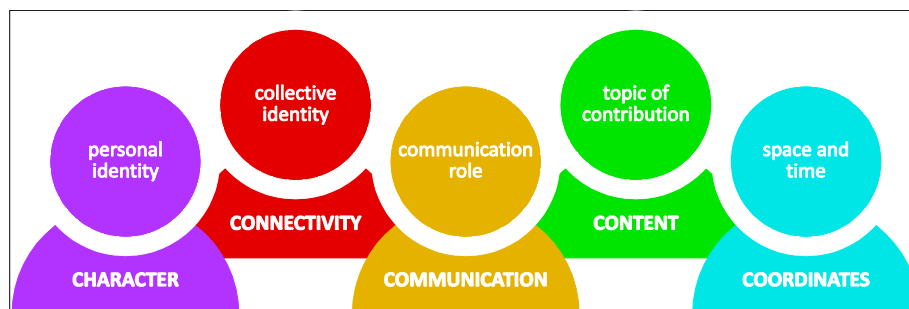 personal
identity
CHARACTER
collective
identity
CONNECTIVITY
communication
role
COMMUNICATION
topic of
contribution
CONTENT
space and
time
COORDINATES